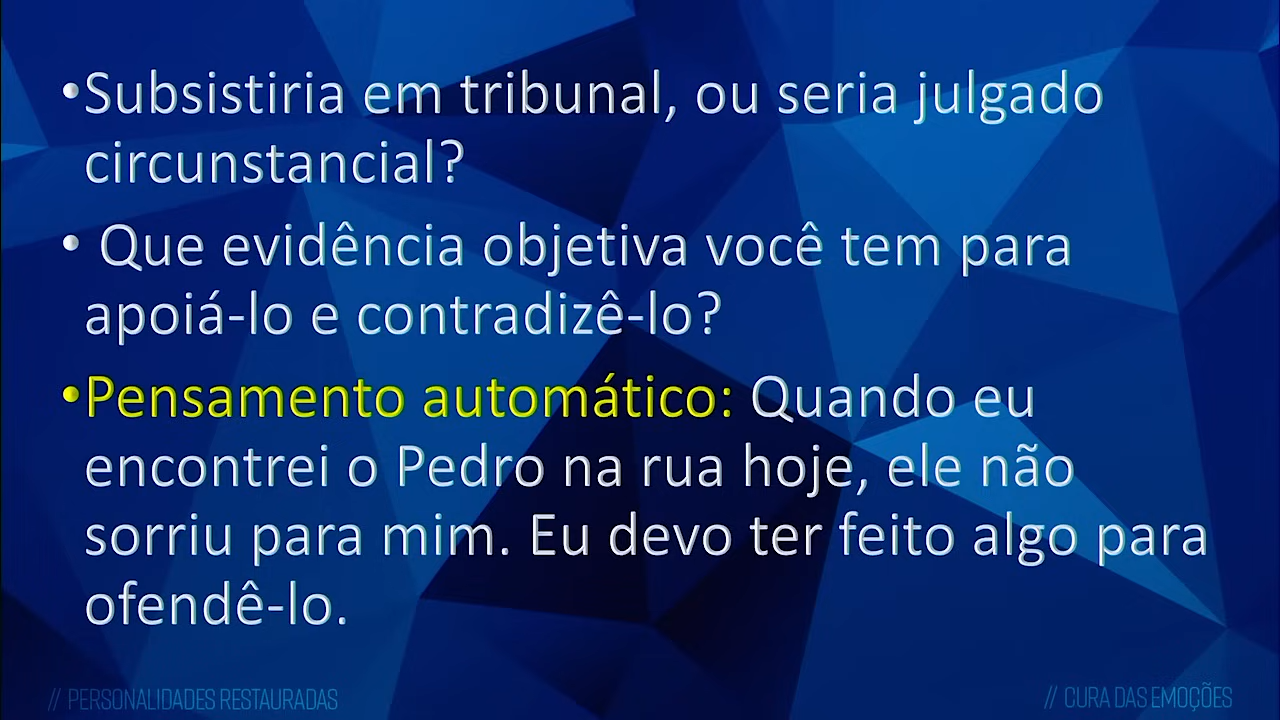 •Subsistiria em tribunal, ou seria julgado
circunstancial?
• Que evidência objetiva você tem para
apoiá-lo e contradizê-lo?
•Pensamento automático: Quando eu
encontrei o Pedro na rua hoje, ele não
sorriu para mim. Eu devo ter feito algo para
ofendê-lo.
// PERSONALIDADES RESTAURADAS
// CURA DAS EMOÇÕES